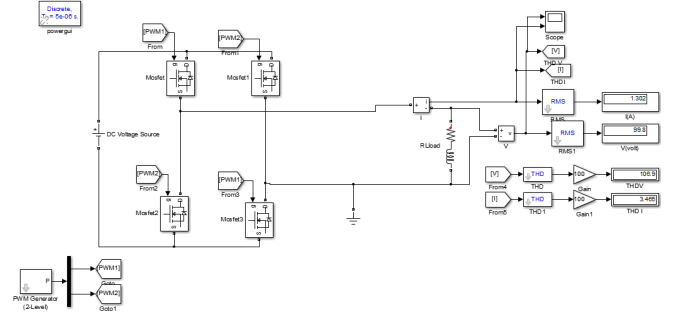 Discrete,
Ts = 5e-06 s.
powergui
[PWM1]
From
[PWM2]
From1
Mosfet
g
D
S
Mosfet1
g
D
S
DC Voltage Source
[PWM2]
From2
[PWM1]
From3
Mosfet2
g
D
S
Mosfet3
g
D
S
PWM Generator
(2-Level)
P
[PWM1]
Goto
[PWM2]
Goto1
+
-
i
I
RLload
+
-
v
V
Scope
[V]
THD V
[I]
THD I
RMS
RMS
1.302
I(A)
RMS
RMS1
99.8
V(volt)
[V]
From4
THD
THD
100
Gain
106.9
THDV
[I]
From5
THD
THD1
100
Gain1
3.465
THD I